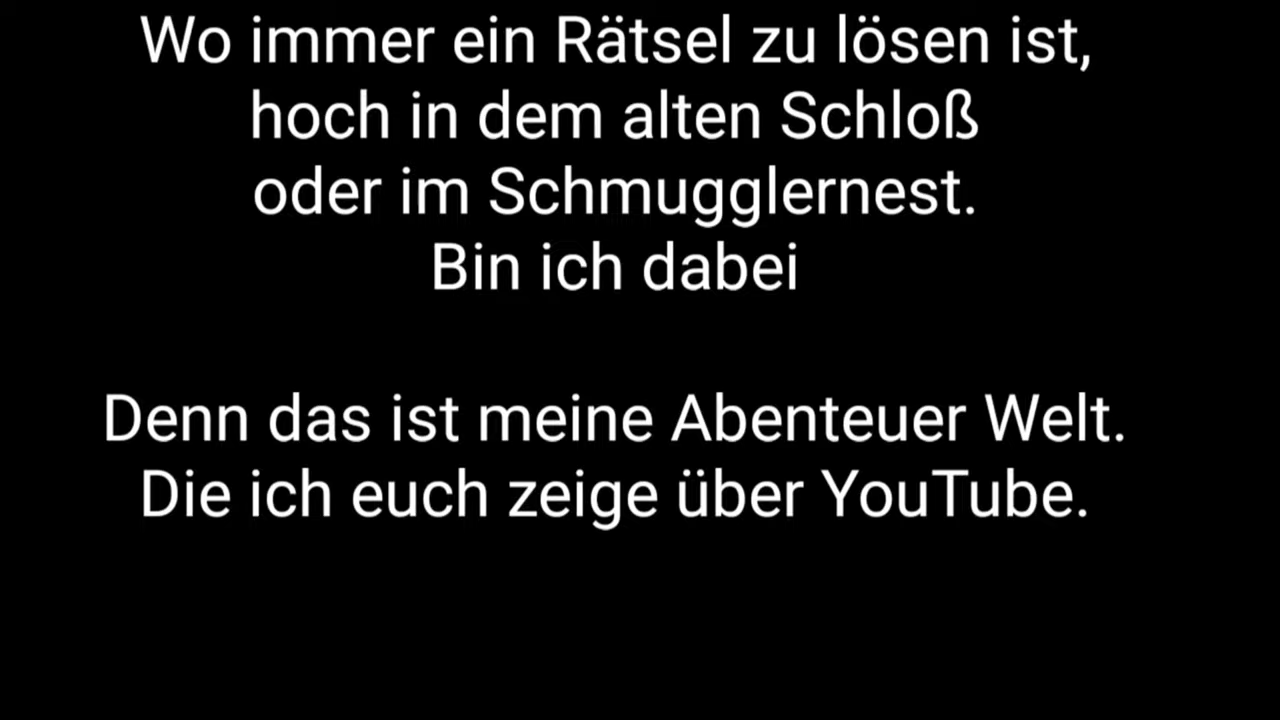 Wo immer ein Rätsel zu lösen ist,
hoch in dem alten Schloß
oder im Schmugglernest.
Bin ich dabei
Denn das ist meine Abenteuer Welt.
Die ich euch zeige über YouTube.